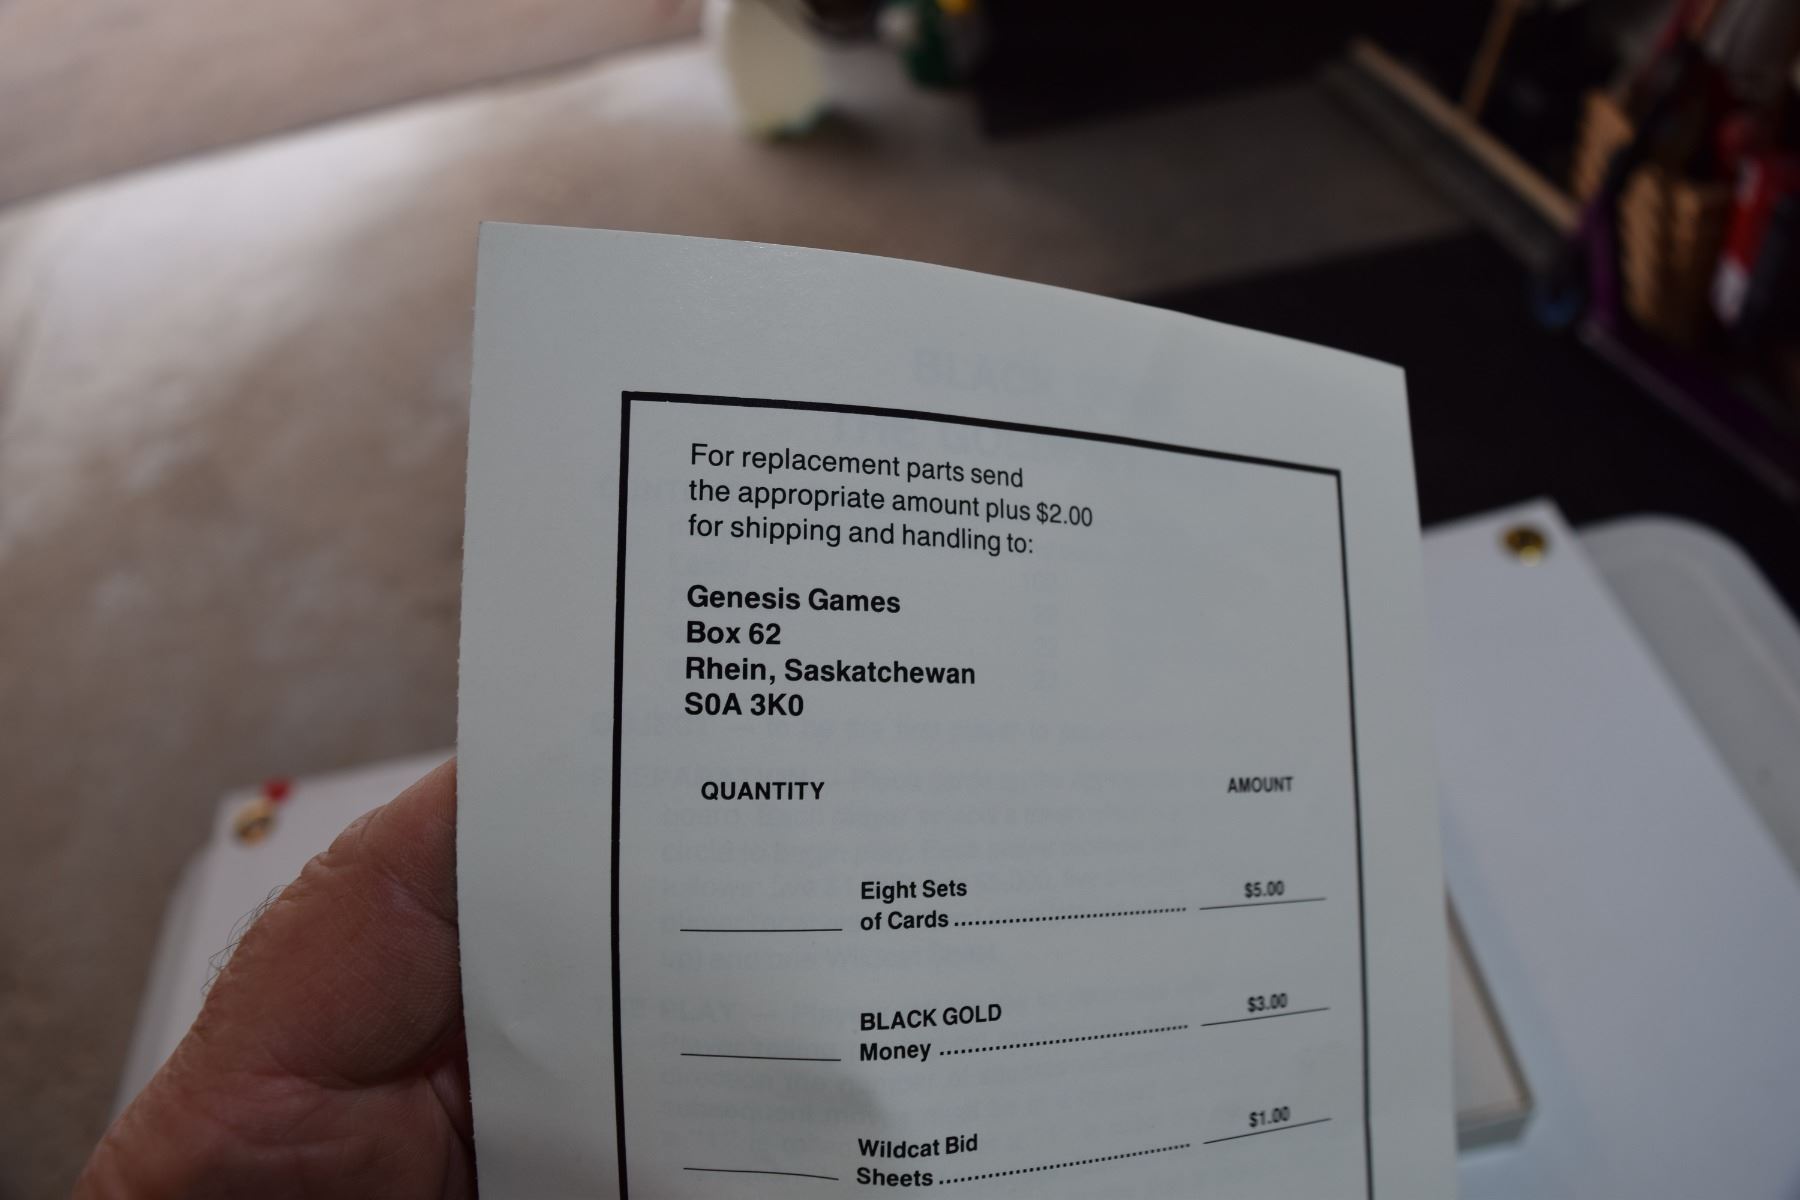 For replacement parts send
the appropriate amount plus $2.00
for shipping and handling to:
Genesis Games
Box 62
Rhein, Saskatchewan
S0A 3K0
QUANTITY AMOUNT
Eight Sets
of Cards ........................................ $5.00
BLACK GOLD
Money ........................................ $3.00
Wildcat Bid
Sheets ........................................ $1.00